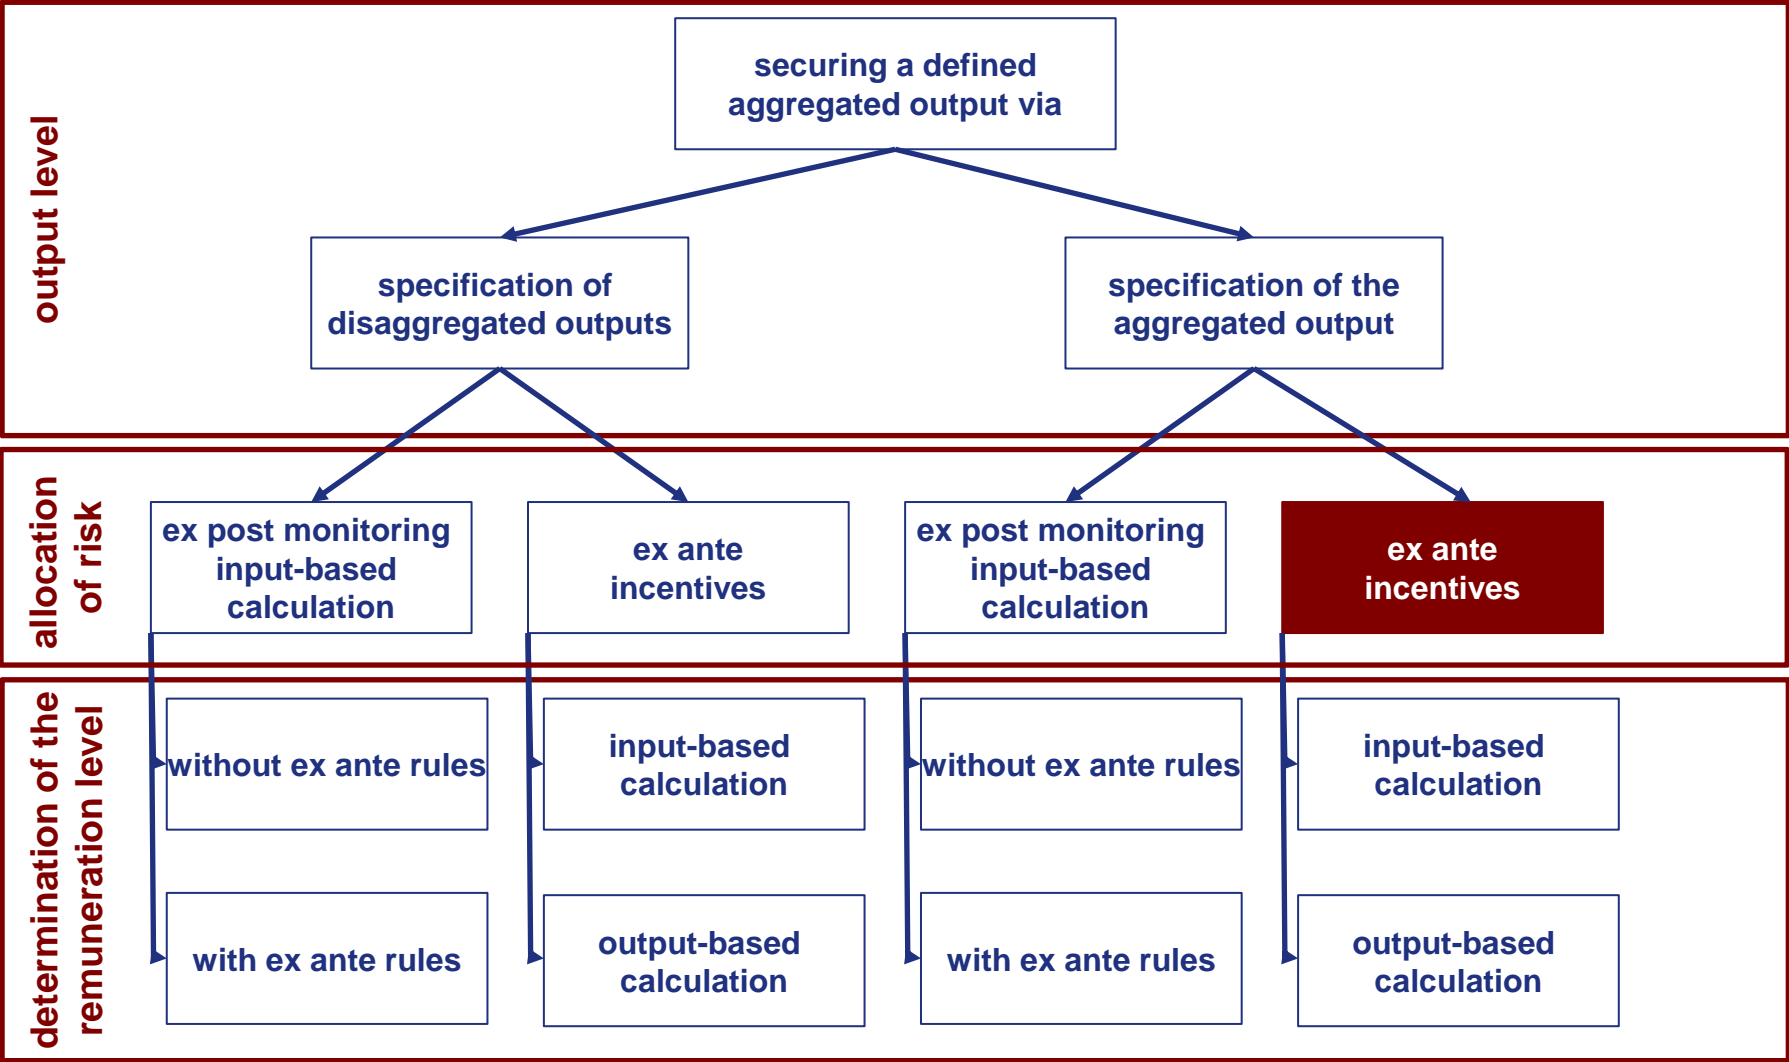 output level
securing a defined
aggregated output via
specification of
disaggregated outputs
specification of the
aggregated output
allocation
of risk
ex post monitoring
input-based
calculation
ex ante
incentives
ex post monitoring
input-based
calculation
ex ante
incentives
determination of the
remuneration level
without ex ante rules
input-based
calculation
without ex ante rules
input-based
calculation
with ex ante rules
output-based
calculation
with ex ante rules
output-based
calculation